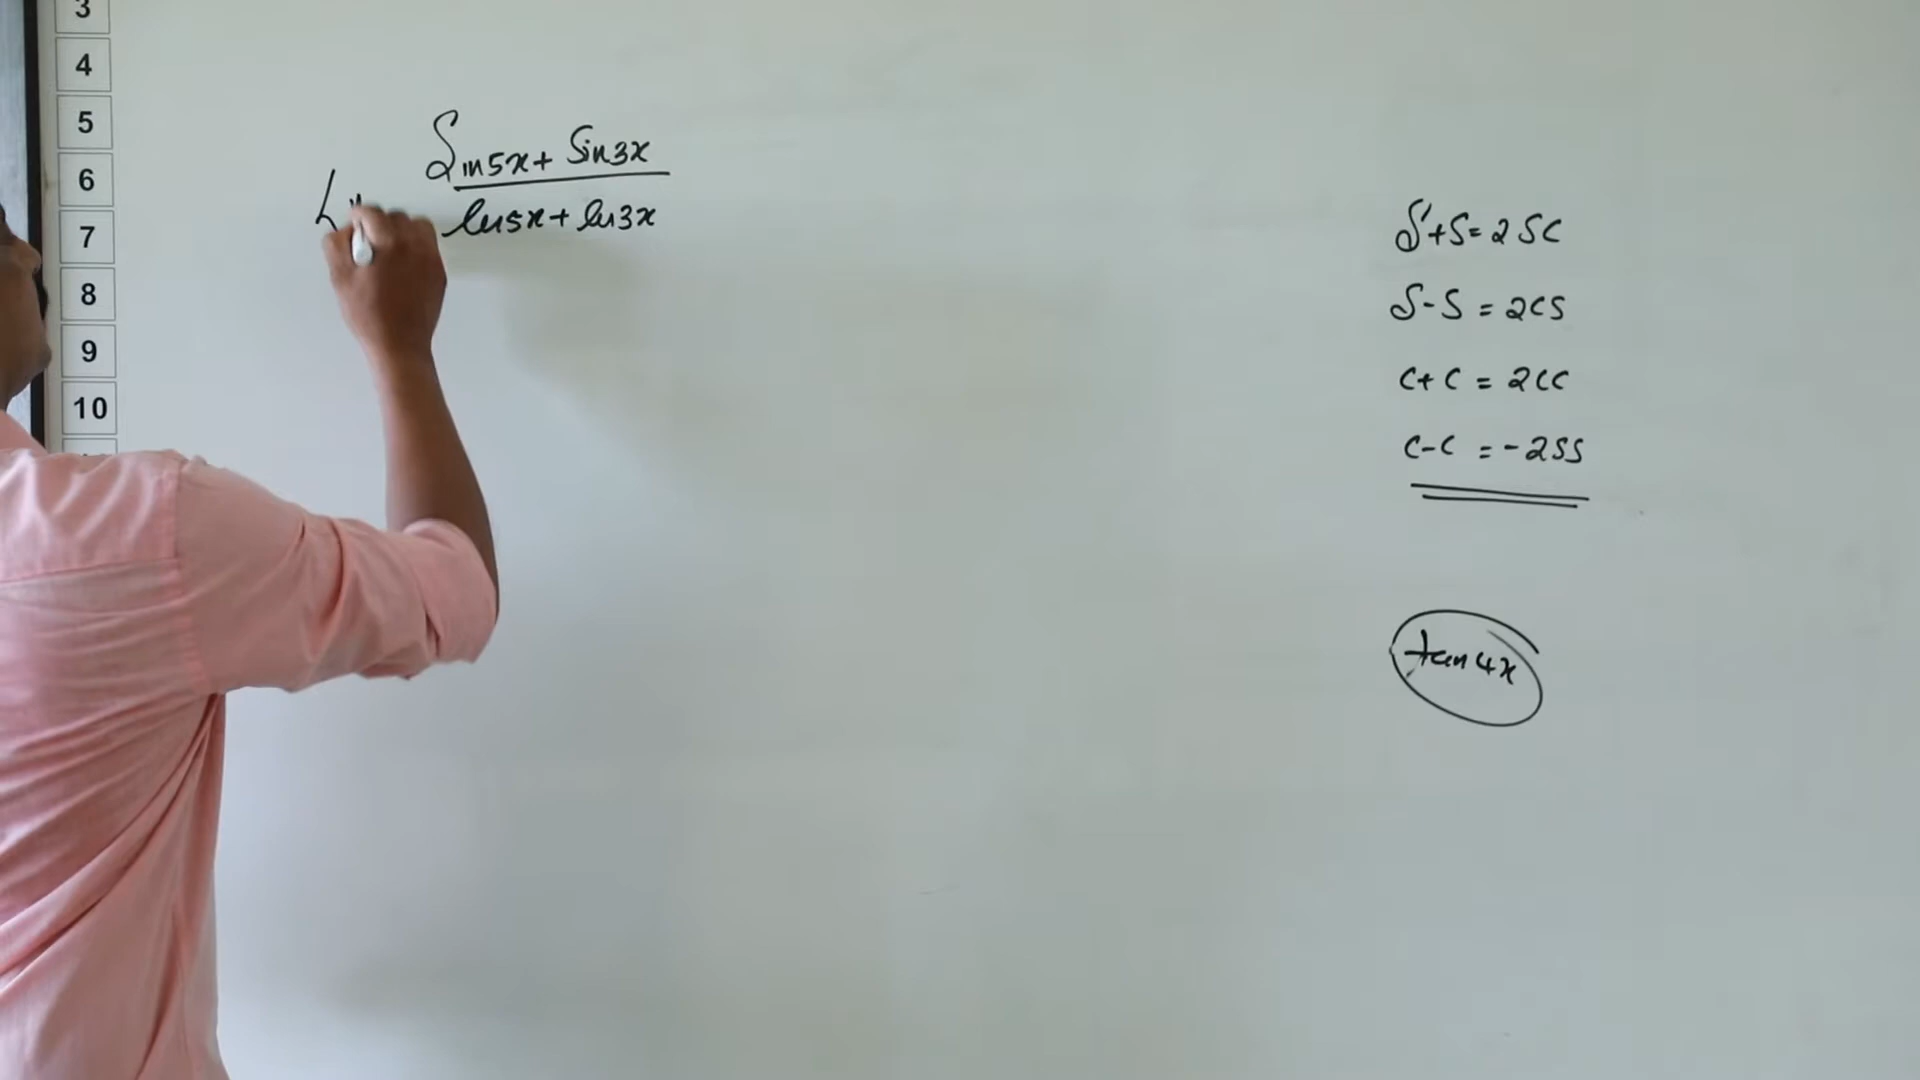 3
4
5
6
7
8
9
10
Sin5x + Sin3x
cos5x + cos3x
S+S = 2SC
S-S = 2CS
C+C = 2CC
C-C = -2SS
tan4x